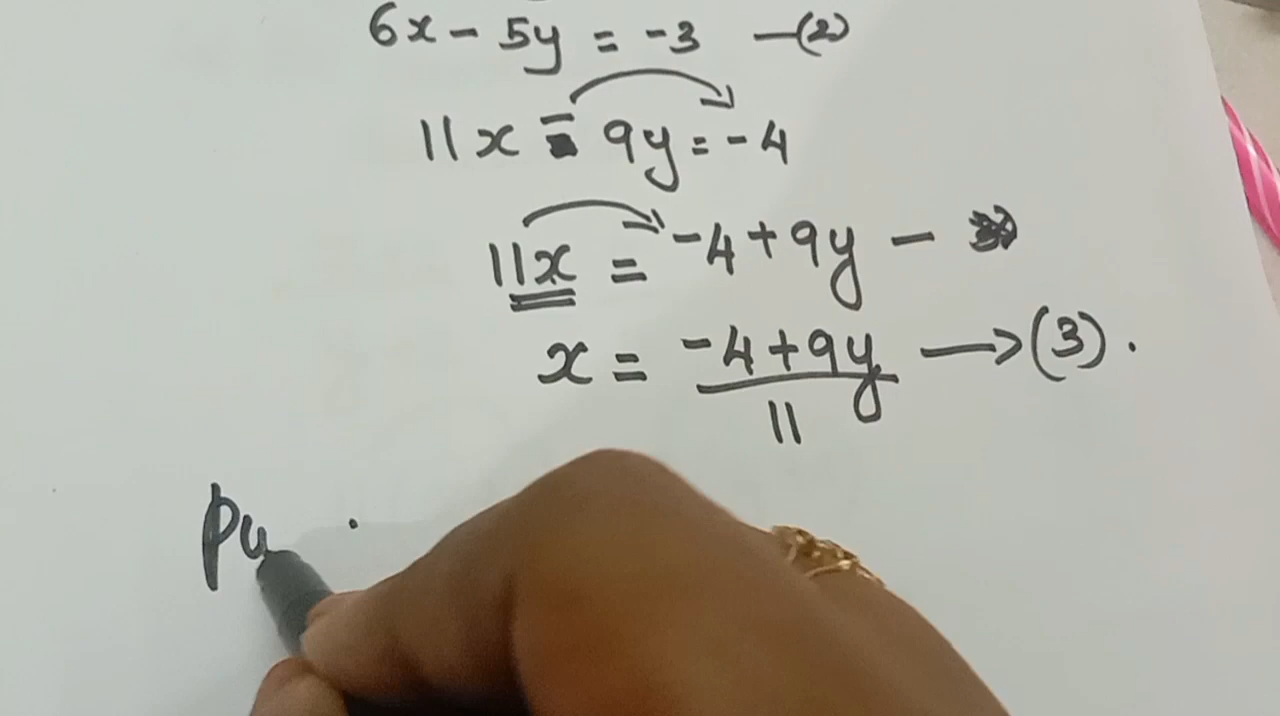 6x - 5y = -3 —(2)
11x - 9y = -4
11x = -4 + 9y -
x = -4 + 9y / 11 → (3).
pu